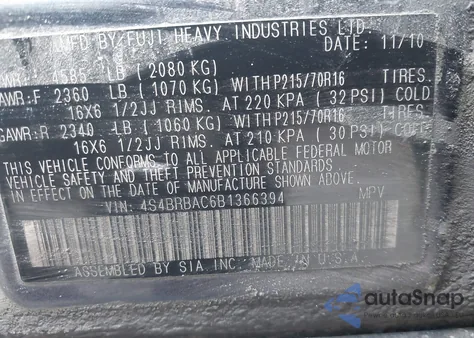 MFD BY FUJI HEAVY INDUSTRIES LTD.
DATE: 11/10
GVWR: 4585 LB (2080 KG)
GAWR:F 2360 LB (1070 KG) WITH P215/70R16 TIRES.
16X6 1/2JJ RIMS. AT 220 KPA (32 PSI) COLD
GAWR:R 2340 LB (1060 KG) WITH P215/70R16 TIRES.
16X6 1/2JJ RIMS. AT 210 KPA (30 PSI) COLD
THIS VEHICLE CONFORMS TO ALL APPLICABLE FEDERAL MOTOR
VEHICLE SAFETY AND THEFT PREVENTION STANDARDS
IN EFFECT ON THE DATE OF MANUFACTURE SHOWN ABOVE.
VIN: 4S4BRBAC6B1366394 MPV
ASSEMBLED BY SIA INC. MADE IN U.S.A.
autoSnap